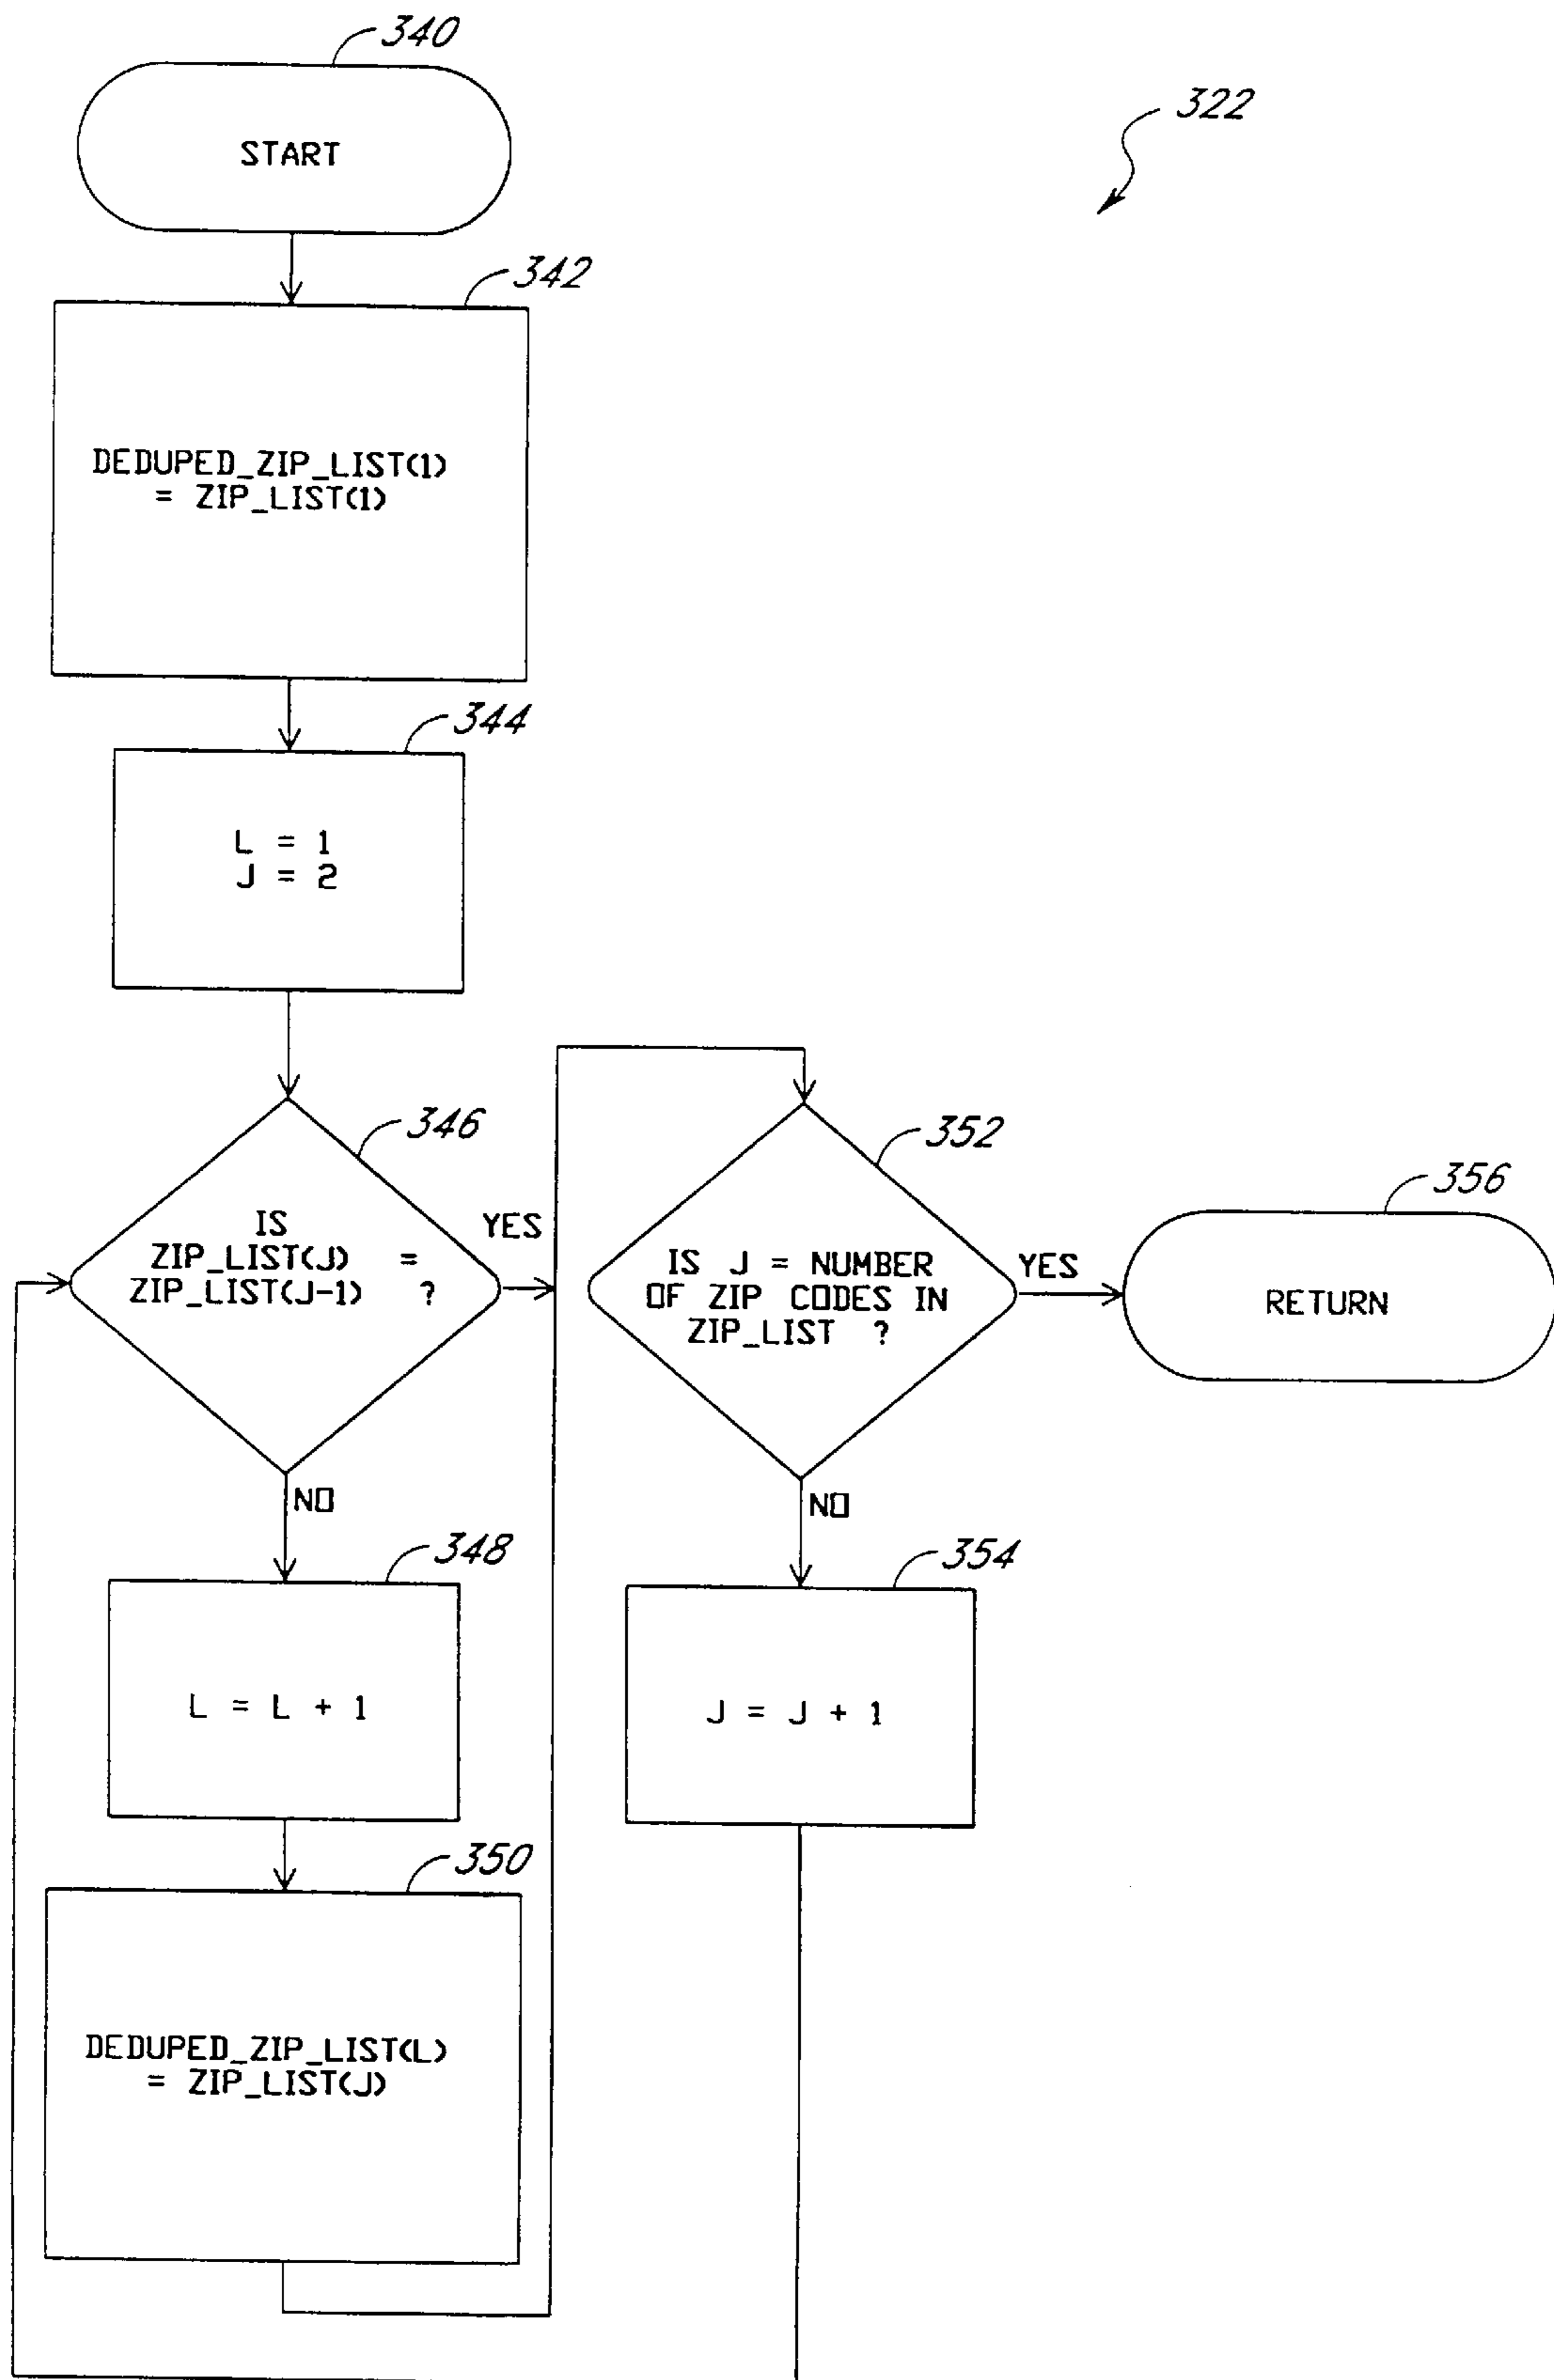 340
START
322
342
DEDUPED_ZIP_LIST(1)
= ZIP_LIST(1)
344
L = 1
J = 2
346
IS
ZIP_LIST(J) =
ZIP_LIST(J-1) ?
YES
NO
352
IS J = NUMBER
OF ZIP CODES IN
ZIP_LIST ?
YES
NO
356
RETURN
348
L = L + 1
354
J = J + 1
350
DEDUPED_ZIP_LIST(L)
= ZIP_LIST(J)